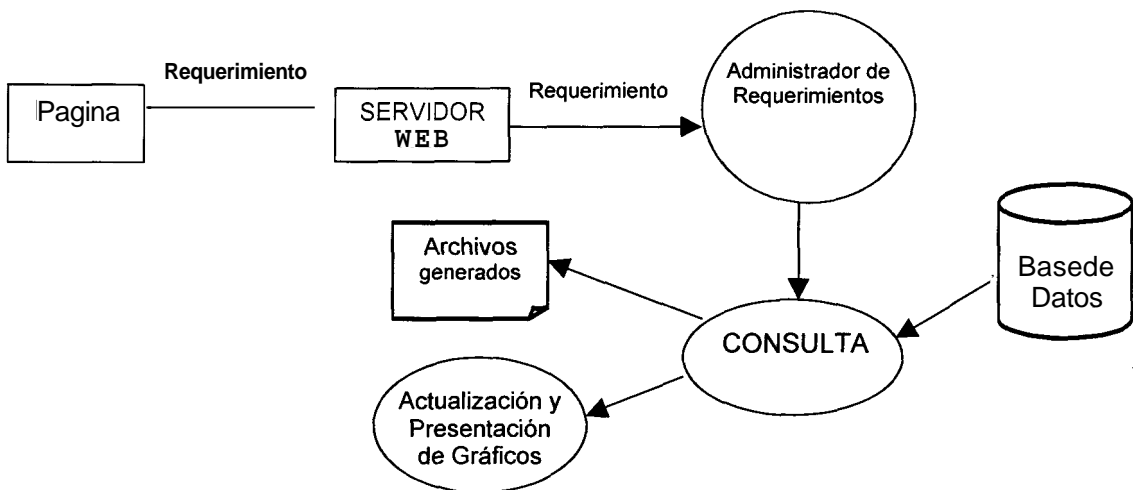 Requerimiento
Pagina
SERVIDOR
WEB
Requerimiento
Administrador de
Requerimientos
Archivos
generados
Basede
Datos
CONSULTA
Actualización y
Presentación
de Gráficos